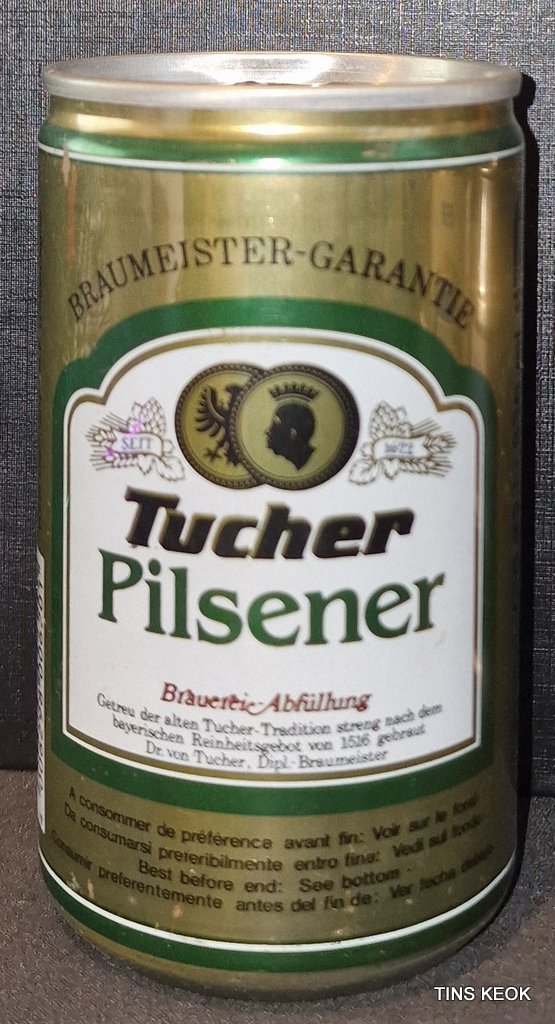 BRAUMEISTER-GARANTIE
SEIT 1672
Tucher
Pilsener
Brauerei-Abfüllung
Getreu der alten Tucher-Tradition streng nach dem
bayerischen Reinheitsgebot von 1516 gebraut
Dr. von Tucher, Dipl.-Braumeister
A consommer de préférence avant fin: Voir sur le fond
Da consumarsi preteribilmente entro fine: Vedi sul fondo
Best before end: See bottom
Consumir preferentemente antes del fin de: Ver fecha
TINS KEOK